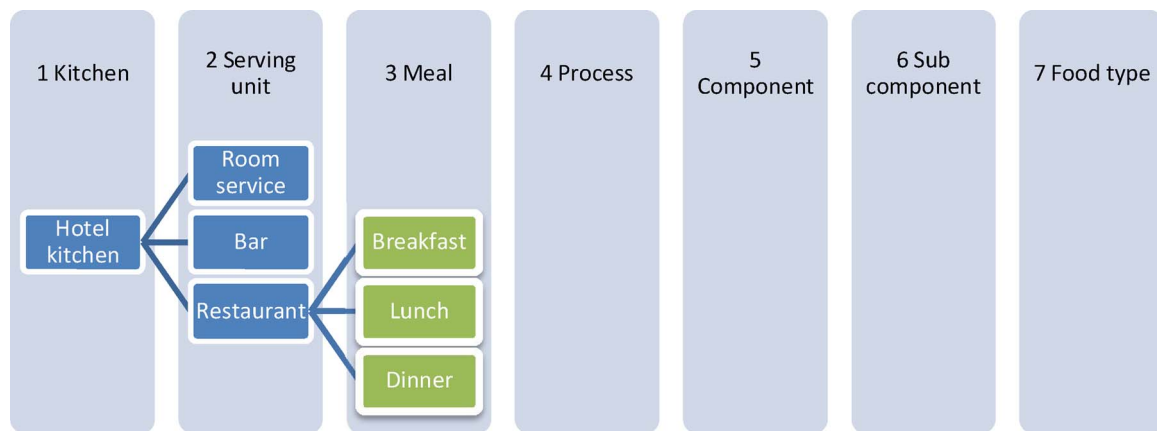 1 Kitchen
2 Serving
unit
3 Meal
4 Process
5
Component
6 Sub
component
7 Food type
Room
service
Hotel
kitchen
Bar
Restaurant
Breakfast
Lunch
Dinner